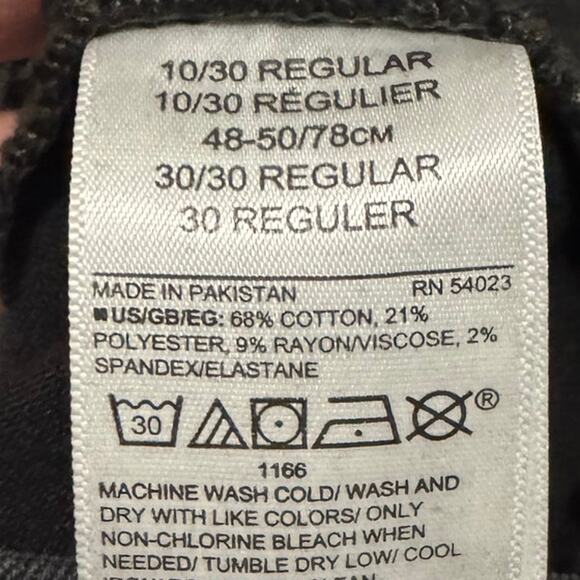 10/30 REGULAR
10/30 RÉGULIER
48-50/78CM
30/30 REGULAR
30 REGULER
MADE IN PAKISTAN RN 54023
US/GB/EG: 68% COTTON, 21%
POLYESTER, 9% RAYON/VISCOSE, 2%
SPANDEX/ELASTANE
30 ®
1166
MACHINE WASH COLD/ WASH AND
DRY WITH LIKE COLORS/ ONLY
NON-CHLORINE BLEACH WHEN
NEEDED/ TUMBLE DRY LOW/ COOL